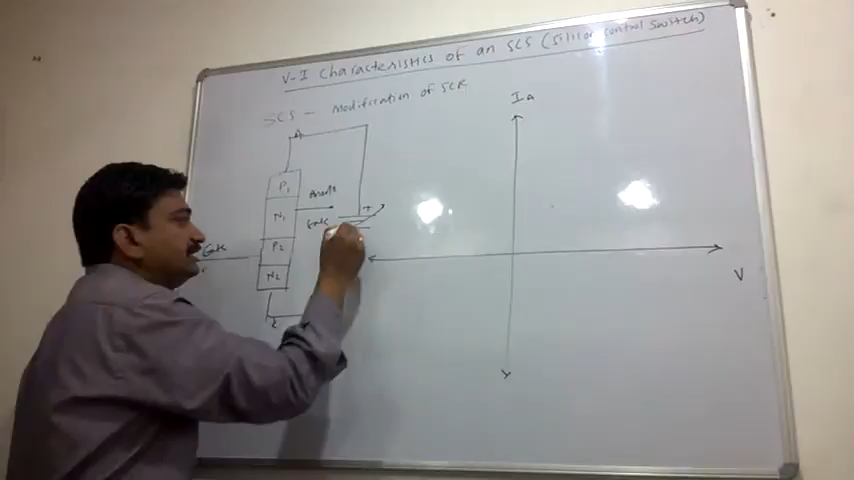 V-I Characteristics of an SCS (Silicon control Switch)
SCS - Modification of SCR
IA
A
P1
Anode
N1
Gate
+
P2
Gate
N2
K
V